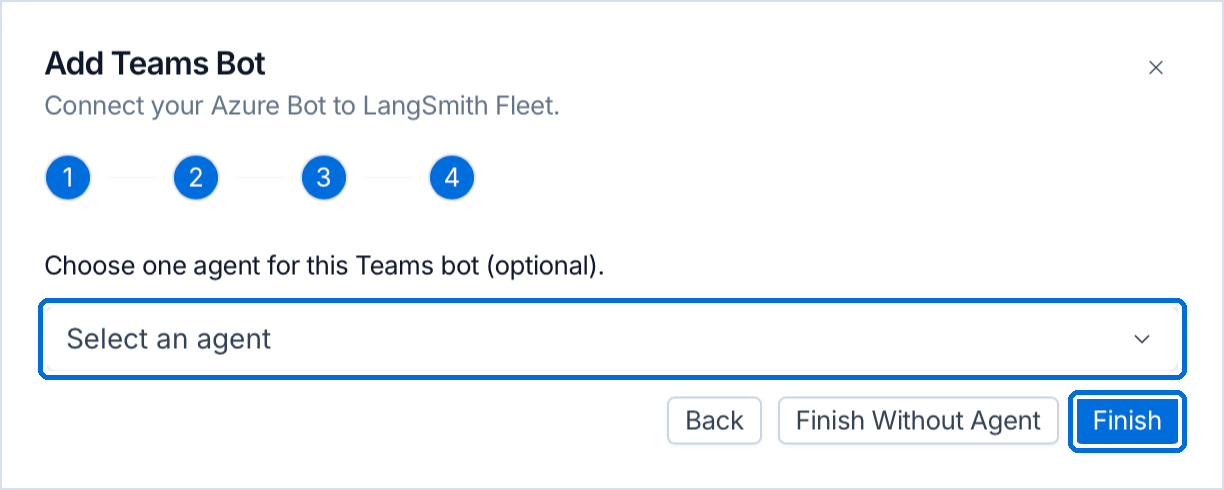 Add Teams Bot
Connect your Azure Bot to LangSmith Fleet.
1 2 3 4
Choose one agent for this Teams bot (optional).
Select an agent
Back Finish Without Agent Finish